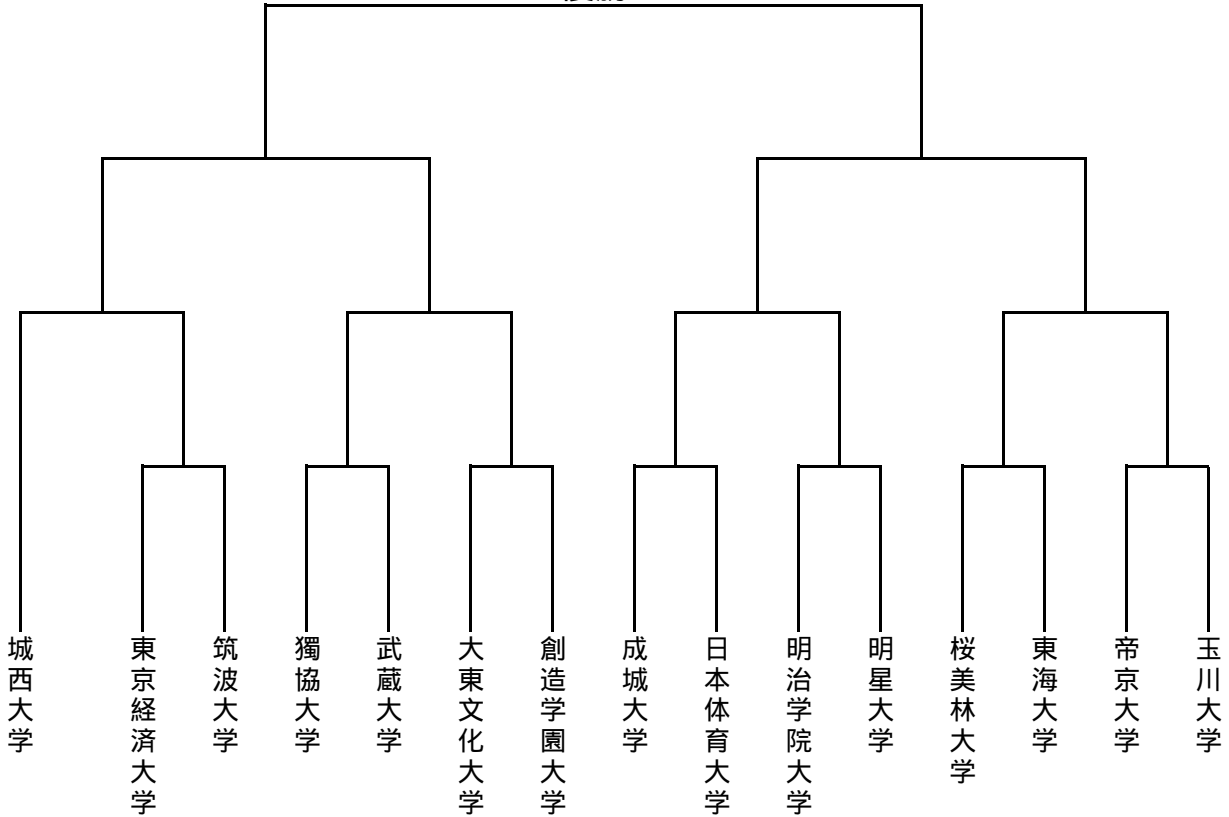 城西大学
東京経済大学
筑波大学
獨協大学
武蔵大学
大東文化大学
創造学園大学
成城大学
日本体育大学
明治学院大学
明星大学
桜美林大学
東海大学
帝京大学
玉川大学